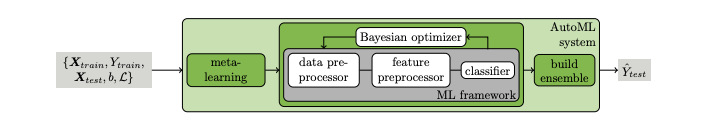 {X_train, Y_train,
X_test, b, L}
meta-
learning
Bayesian optimizer
data pre-
processor
feature
preprocessor
classifier
ML framework
AutoML
system
build
ensemble
Ŷ_test